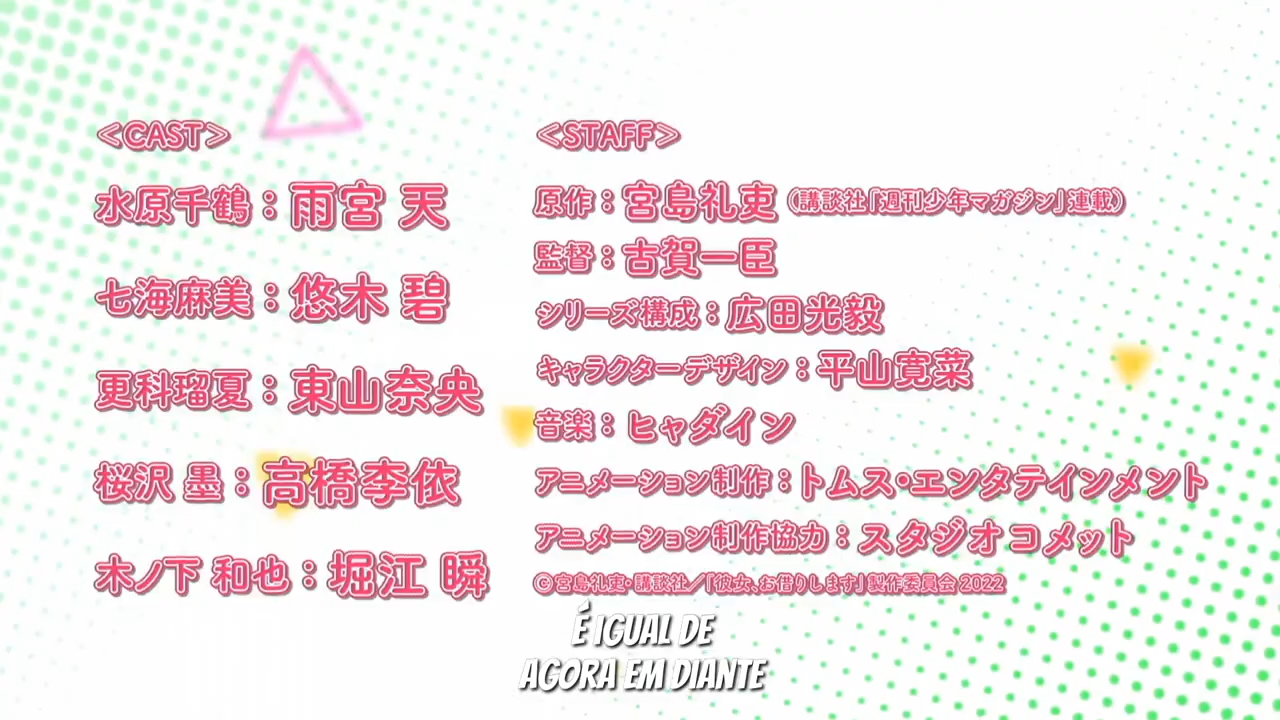 ＜CAST＞
水原千鶴：雨宮 天
七海麻美：悠木 碧
更科瑠夏：東山奈央
桜沢 墨：高橋李依
木ノ下 和也：堀江 瞬
＜STAFF＞
原作：宮島礼吏（講談社「週刊少年マガジン」連載）
監督：古賀一臣
シリーズ構成：広田光毅
キャラクターデザイン：平山寛菜
音楽：ヒャダイン
アニメーション制作：トムス・エンタテインメント
アニメーション制作協力：スタジオコメット
©宮島礼吏・講談社／「彼女、お借りします」製作委員会 2022
É IGUAL DE
AGORA EM DIANTE